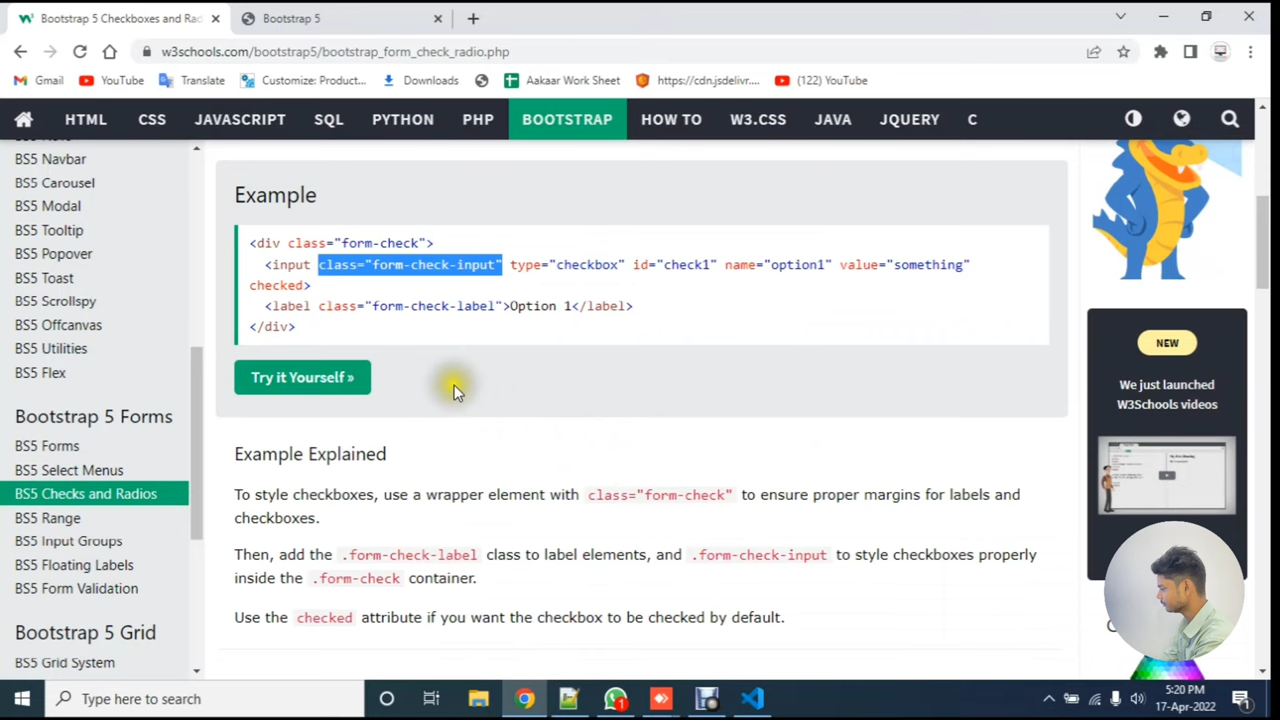 Bootstrap 5 Checkboxes and Rad
Bootstrap 5
w3schools.com/bootstrap5/bootstrap_form_check_radio.php
Gmail
YouTube
Translate
Customize: Product...
Downloads
Aakaar Work Sheet
https://cdn.jsdelivr....
(122) YouTube
HTML
CSS
JAVASCRIPT
SQL
PYTHON
PHP
BOOTSTRAP
HOW TO
W3.CSS
JAVA
JQUERY
C
BS5 Navbar
BS5 Carousel
BS5 Modal
BS5 Tooltip
BS5 Popover
BS5 Toast
BS5 Scrollspy
BS5 Offcanvas
BS5 Utilities
BS5 Flex
Bootstrap 5 Forms
BS5 Forms
BS5 Select Menus
BS5 Checks and Radios
BS5 Range
BS5 Input Groups
BS5 Floating Labels
BS5 Form Validation
Bootstrap 5 Grid
BS5 Grid System
Example
<div class="form-check">
<input class="form-check-input" type="checkbox" id="check1" name="option1" value="something"
checked>
<label class="form-check-label">Option 1</label>
</div>
Try it Yourself »
Example Explained
To style checkboxes, use a wrapper element with class="form-check" to ensure proper margins for labels and
checkboxes.
Then, add the .form-check-label class to label elements, and .form-check-input to style checkboxes properly
inside the .form-check container.
Use the checked attribute if you want the checkbox to be checked by default.
NEW
We just launched
W3Schools videos
Type here to search
1
5:20 PM
17-Apr-2022
1